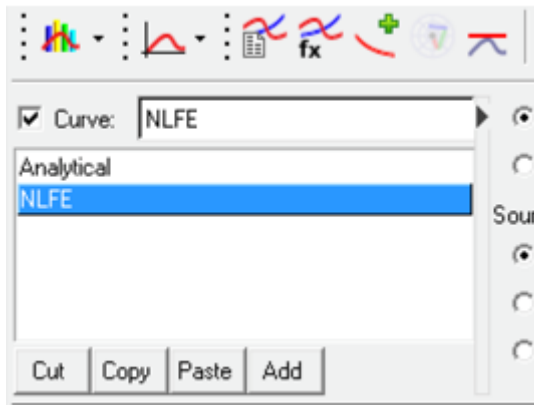 fx
Curve: NLFE
Analytical
NLFE
Sour
Cut Copy Paste Add